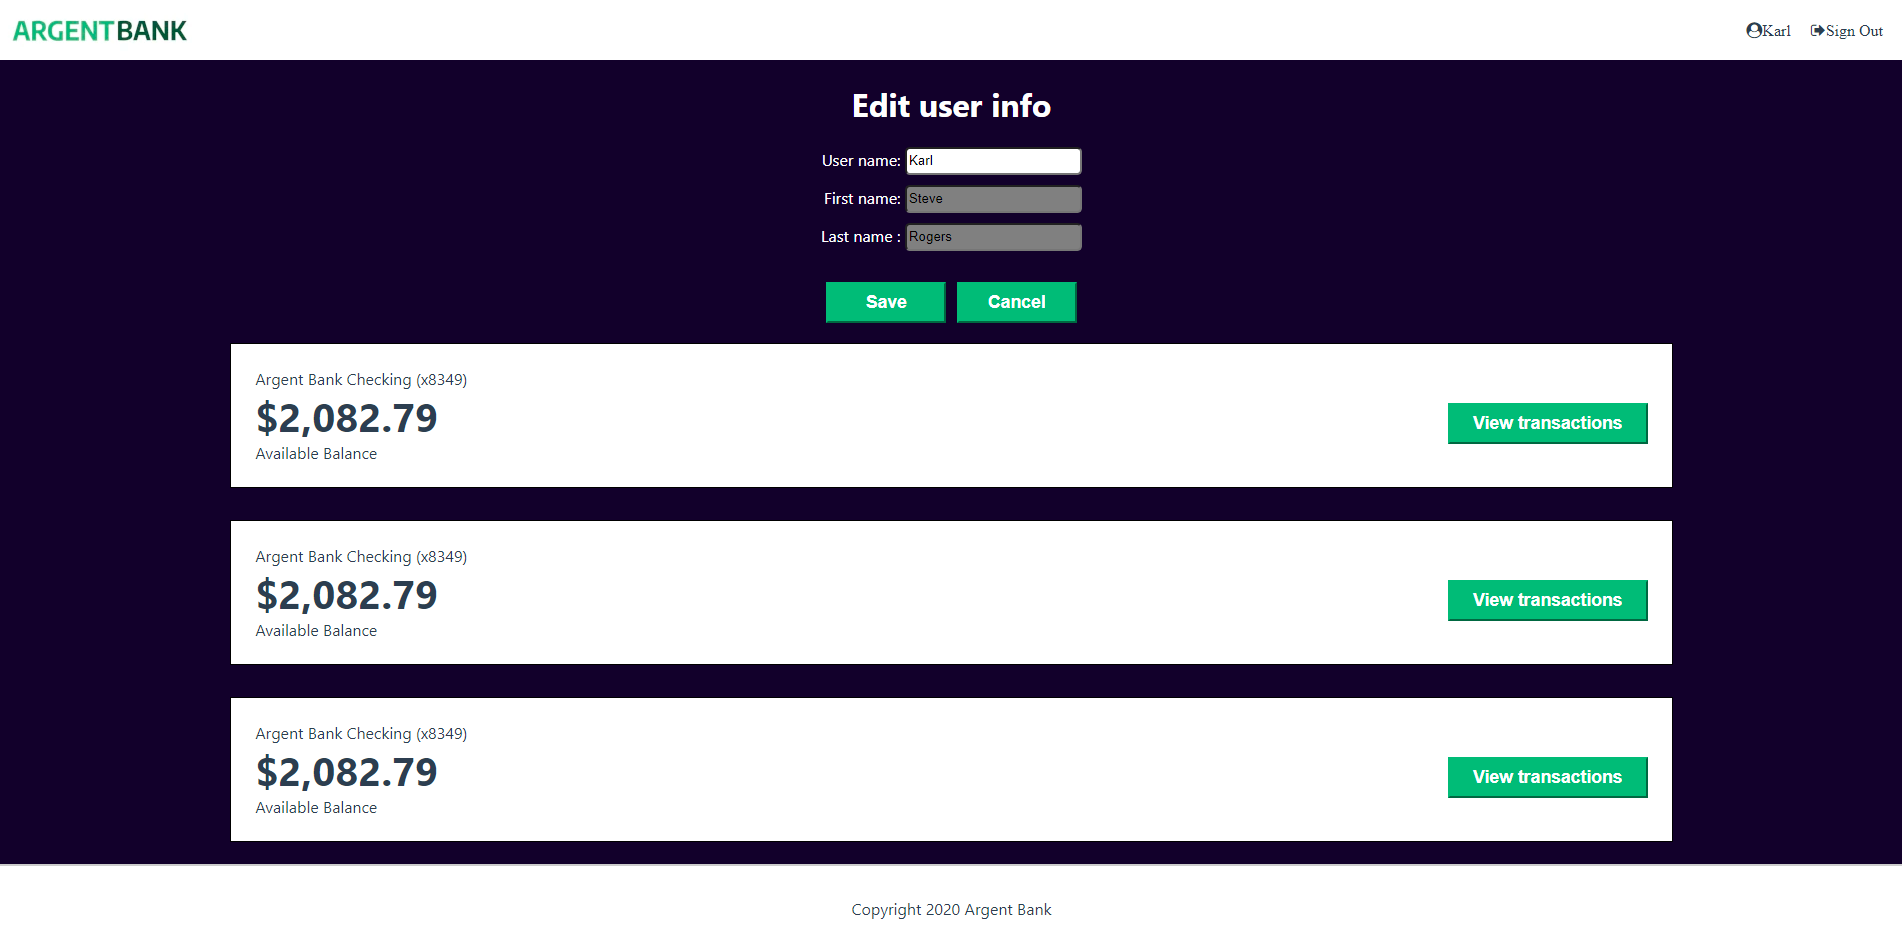 ARGENTBANK
Karl Sign Out
Edit user info
User name: Karl
First name: Steve
Last name : Rogers
Save Cancel
Argent Bank Checking (x8349)
$2,082.79
Available Balance
View transactions
Argent Bank Checking (x8349)
$2,082.79
Available Balance
View transactions
Argent Bank Checking (x8349)
$2,082.79
Available Balance
View transactions
Copyright 2020 Argent Bank